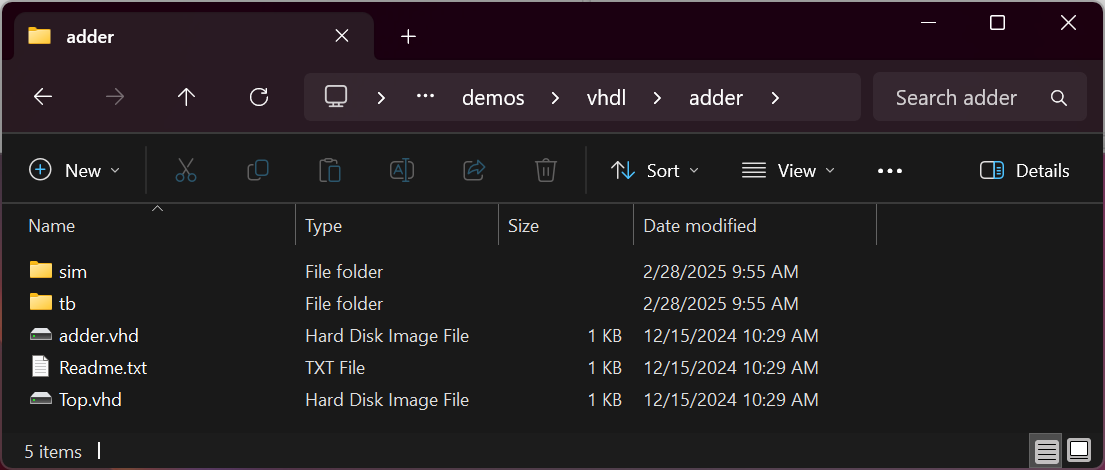 adder
demos vhdl adder Search adder
New Sort View Details
Name Type Size Date modified
sim File folder 2/28/2025 9:55 AM
tb File folder 2/28/2025 9:55 AM
adder.vhd Hard Disk Image File 1 KB 12/15/2024 10:29 AM
Readme.txt TXT File 1 KB 12/15/2024 10:29 AM
Top.vhd Hard Disk Image File 1 KB 12/15/2024 10:29 AM
5 items